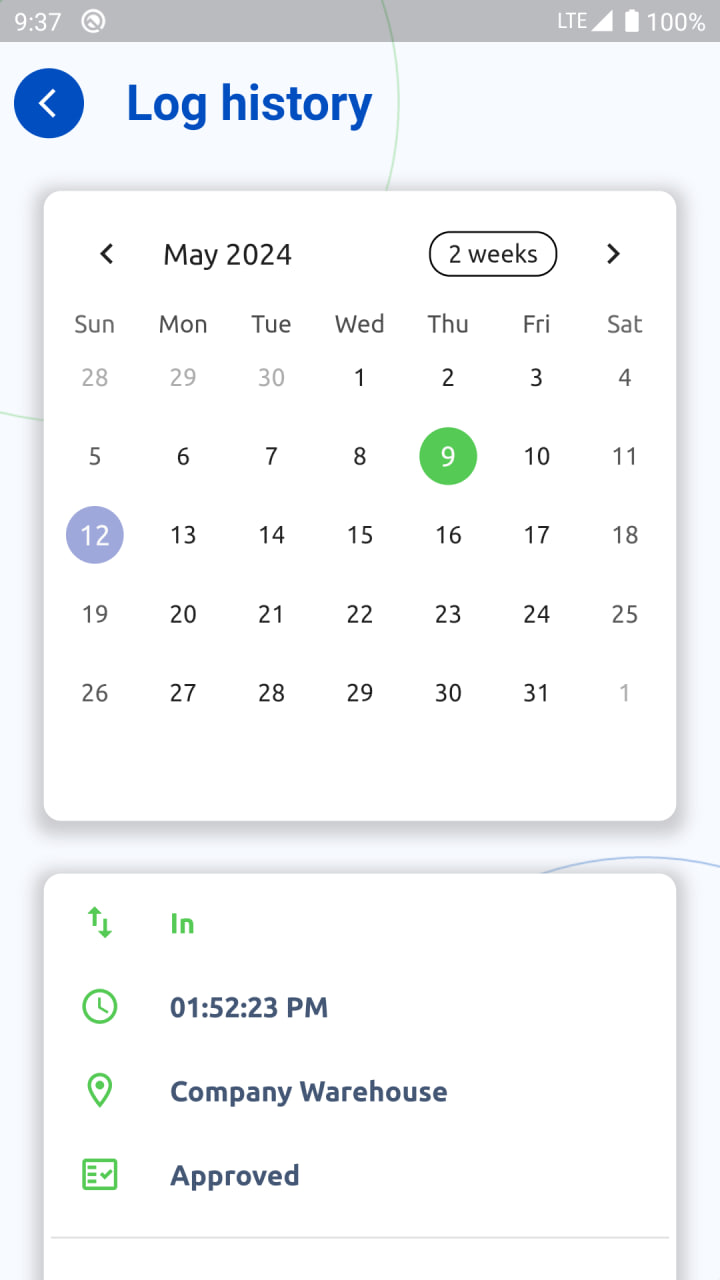 9:37 LTE 100%
Log history
May 2024 2 weeks
Sun Mon Tue Wed Thu Fri Sat
28 29 30 1 2 3 4
5 6 7 8 9 10 11
12 13 14 15 16 17 18
19 20 21 22 23 24 25
26 27 28 29 30 31 1
In
01:52:23 PM
Company Warehouse
Approved